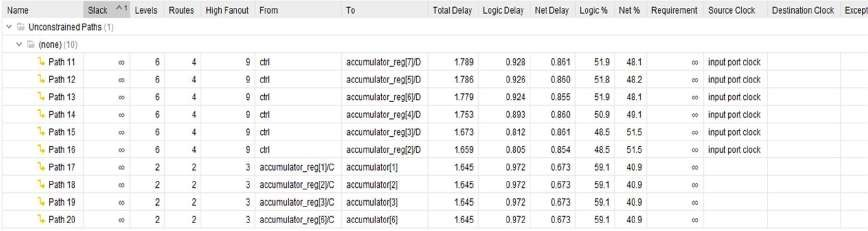 Name Slack ^1 Levels Routes High Fanout From To Total Delay Logic Delay Net Delay Logic % Net % Requirement Source Clock Destination Clock Except
Unconstrained Paths (1)
(none) (10)
Path 11 ∞ 6 4 9 ctrl accumulator_reg[7]/D 1.789 0.928 0.861 51.9 48.1 ∞ input port clock
Path 12 ∞ 6 4 9 ctrl accumulator_reg[5]/D 1.786 0.926 0.860 51.8 48.2 ∞ input port clock
Path 13 ∞ 6 4 9 ctrl accumulator_reg[6]/D 1.779 0.924 0.855 51.9 48.1 ∞ input port clock
Path 14 ∞ 6 4 9 ctrl accumulator_reg[4]/D 1.753 0.893 0.860 50.9 49.1 ∞ input port clock
Path 15 ∞ 6 4 9 ctrl accumulator_reg[3]/D 1.673 0.812 0.861 48.5 51.5 ∞ input port clock
Path 16 ∞ 6 4 9 ctrl accumulator_reg[2]/D 1.659 0.805 0.854 48.5 51.5 ∞ input port clock
Path 17 ∞ 2 2 3 accumulator_reg[1]/C accumulator[1] 1.645 0.972 0.673 59.1 40.9 ∞
Path 18 ∞ 2 2 3 accumulator_reg[2]/C accumulator[2] 1.645 0.972 0.673 59.1 40.9 ∞
Path 19 ∞ 2 2 3 accumulator_reg[3]/C accumulator[3] 1.645 0.972 0.673 59.1 40.9 ∞
Path 20 ∞ 2 2 3 accumulator_reg[6]/C accumulator[6] 1.645 0.972 0.673 59.1 40.9 ∞